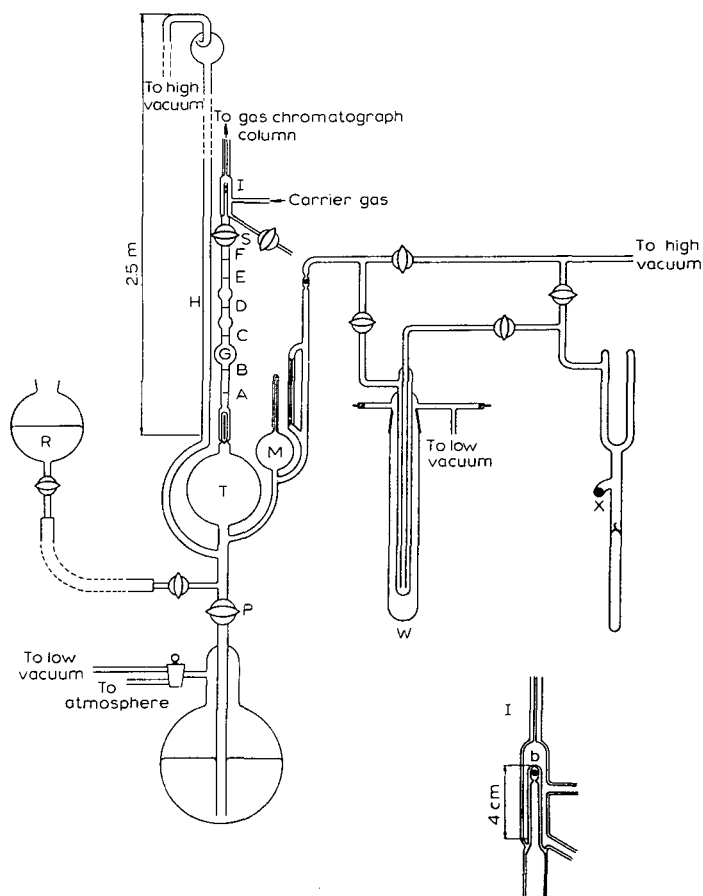 To high
vacuum
To gas chromatograph
column
I
Carrier gas
2.5 m
S
F
E
H
D
C
G
B
A
To high
vacuum
R
M
T
To low
vacuum
X
P
W
To low
vacuum
To
atmosphere
I
b
4 cm